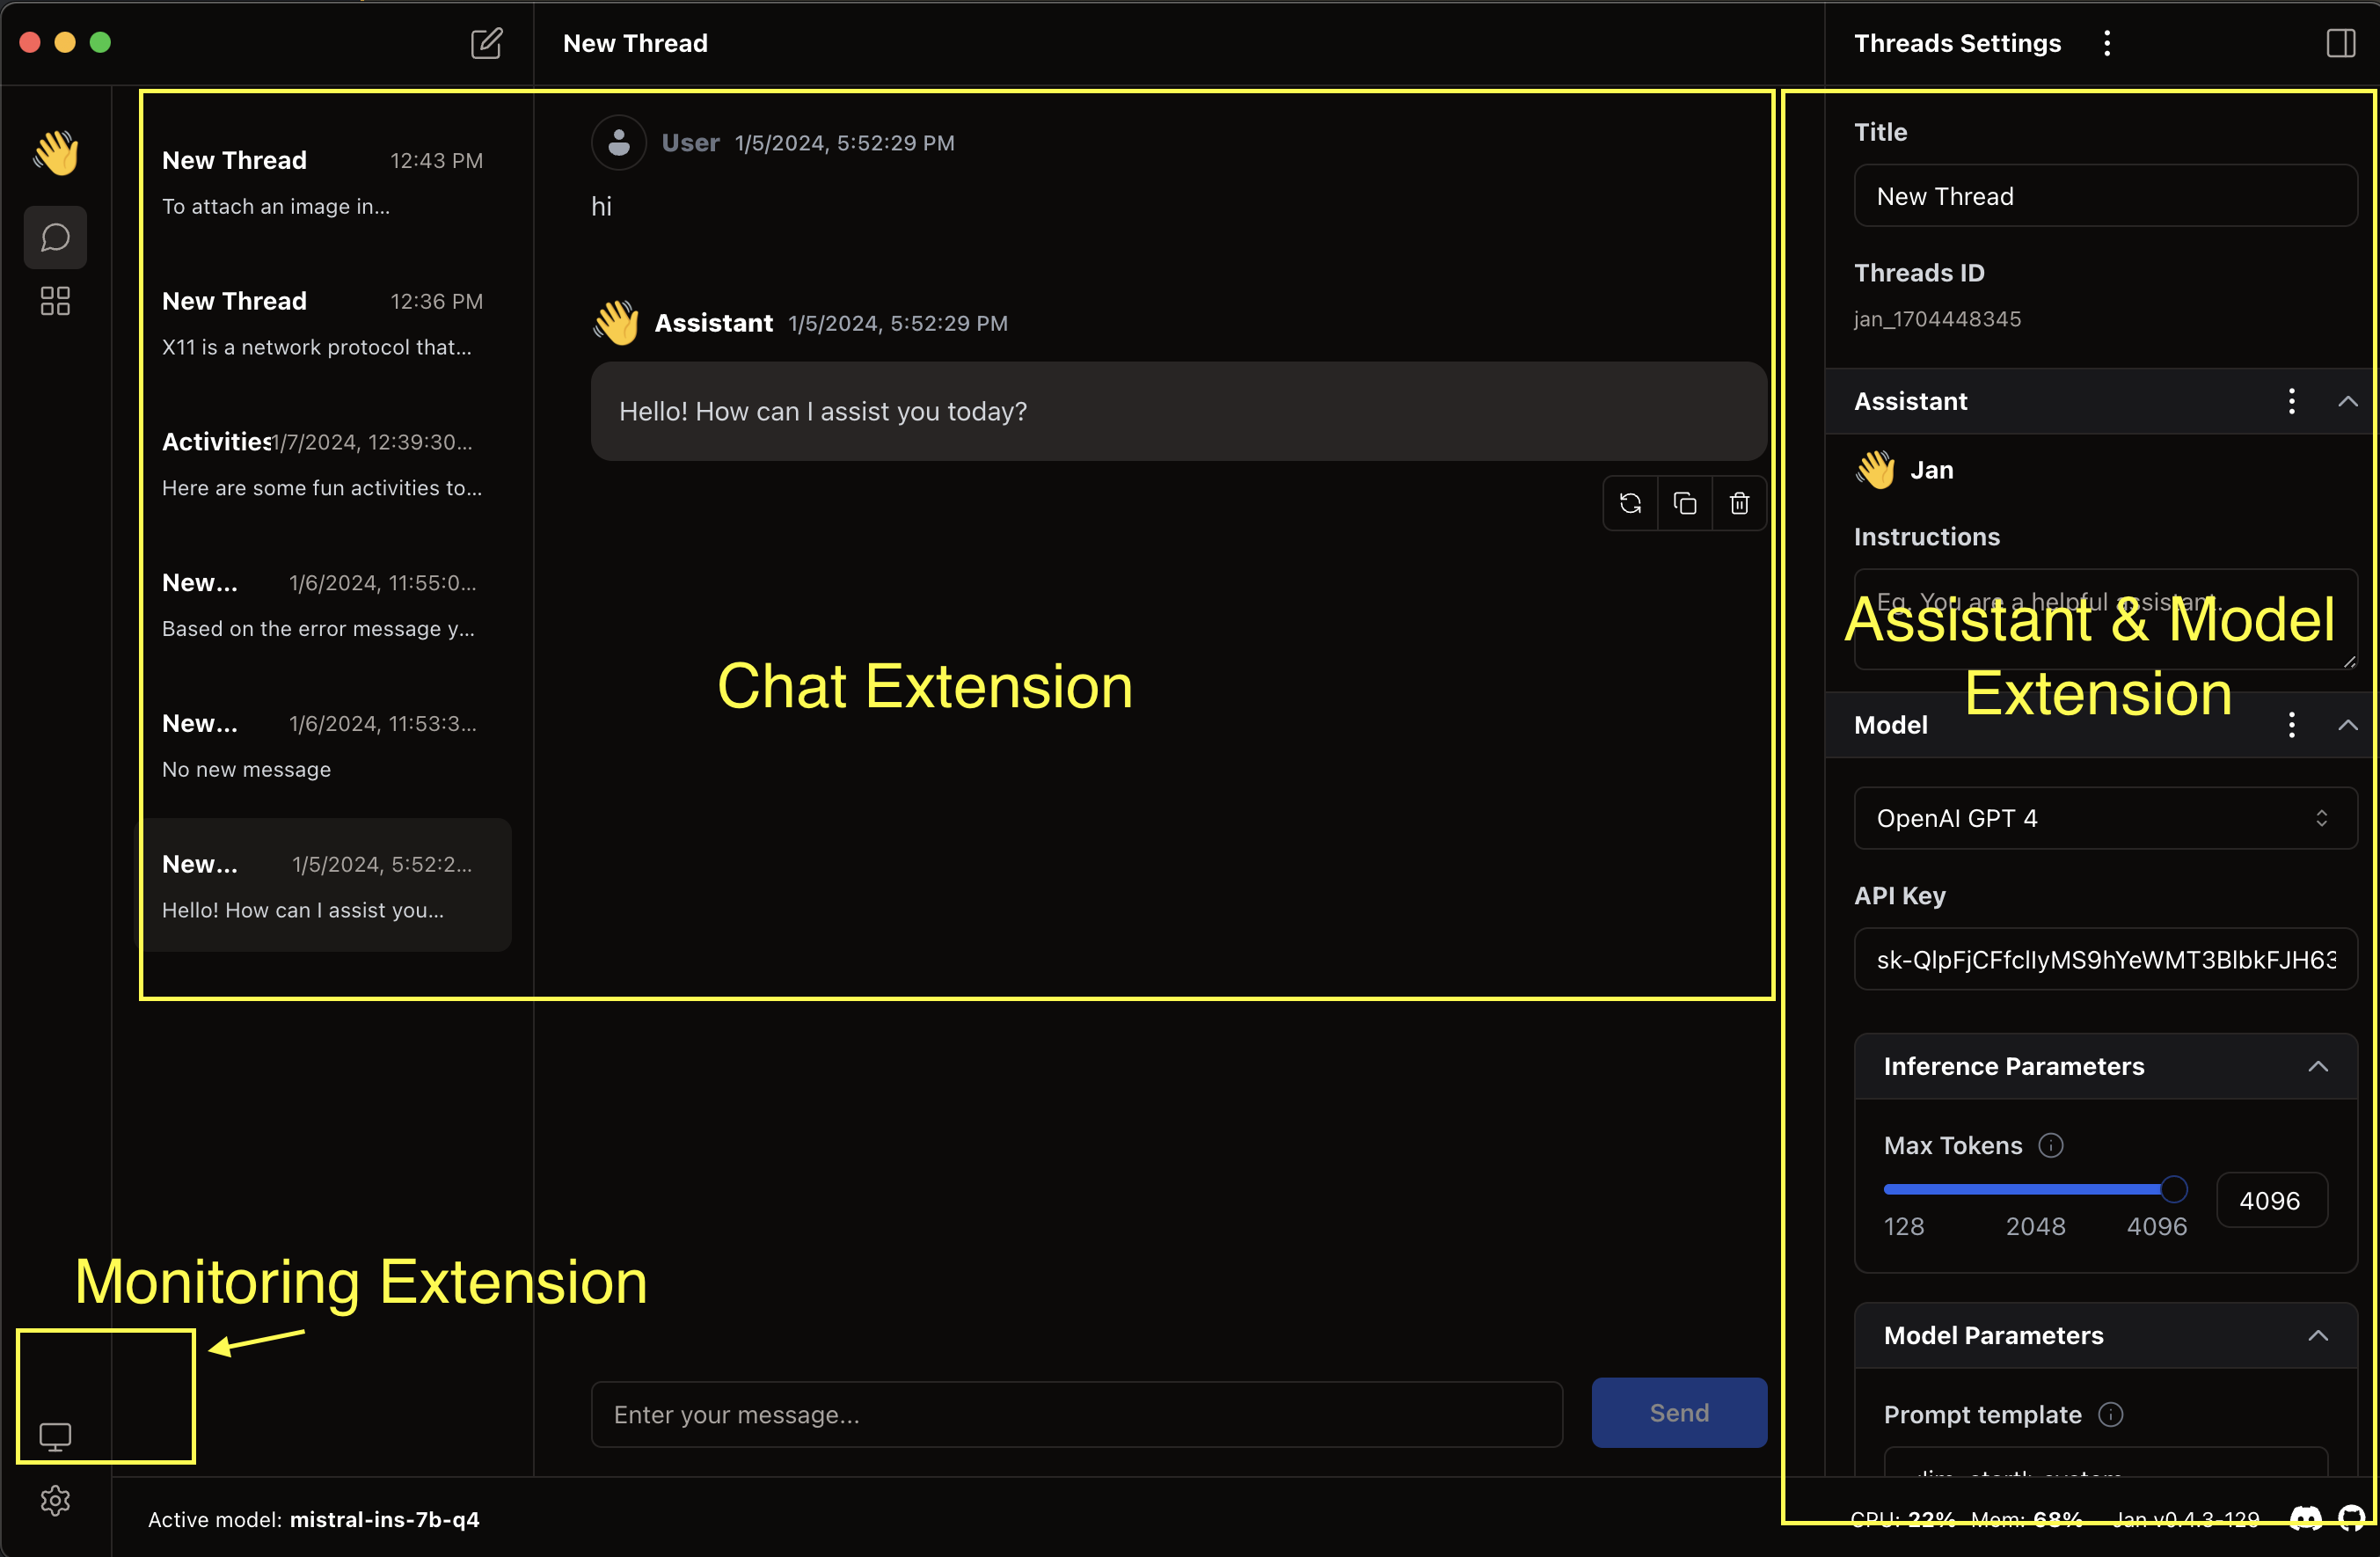 New Thread
Threads Settings
New Thread 12:43 PM
To attach an image in...
New Thread 12:36 PM
X11 is a network protocol that...
Activities 1/7/2024, 12:39:30...
Here are some fun activities to...
New... 1/6/2024, 11:55:0...
Based on the error message y...
New... 1/6/2024, 11:53:3...
No new message
New... 1/5/2024, 5:52:2...
Hello! How can I assist you...
User 1/5/2024, 5:52:29 PM
hi
Assistant 1/5/2024, 5:52:29 PM
Hello! How can I assist you today?
Chat Extension
Monitoring Extension
Enter your message...
Send
Title
New Thread
Threads ID
jan_1704448345
Assistant
Jan
Instructions
Eg. You are a helpful assistant.
Assistant & Model
Extension
Model
OpenAI GPT 4
API Key
Inference Parameters
Max Tokens
128 2048 4096
4096
Model Parameters
Prompt template
Active model: mistral-ins-7b-q4
CPU: 22% Mem: 68% Jan v0.4.3-129